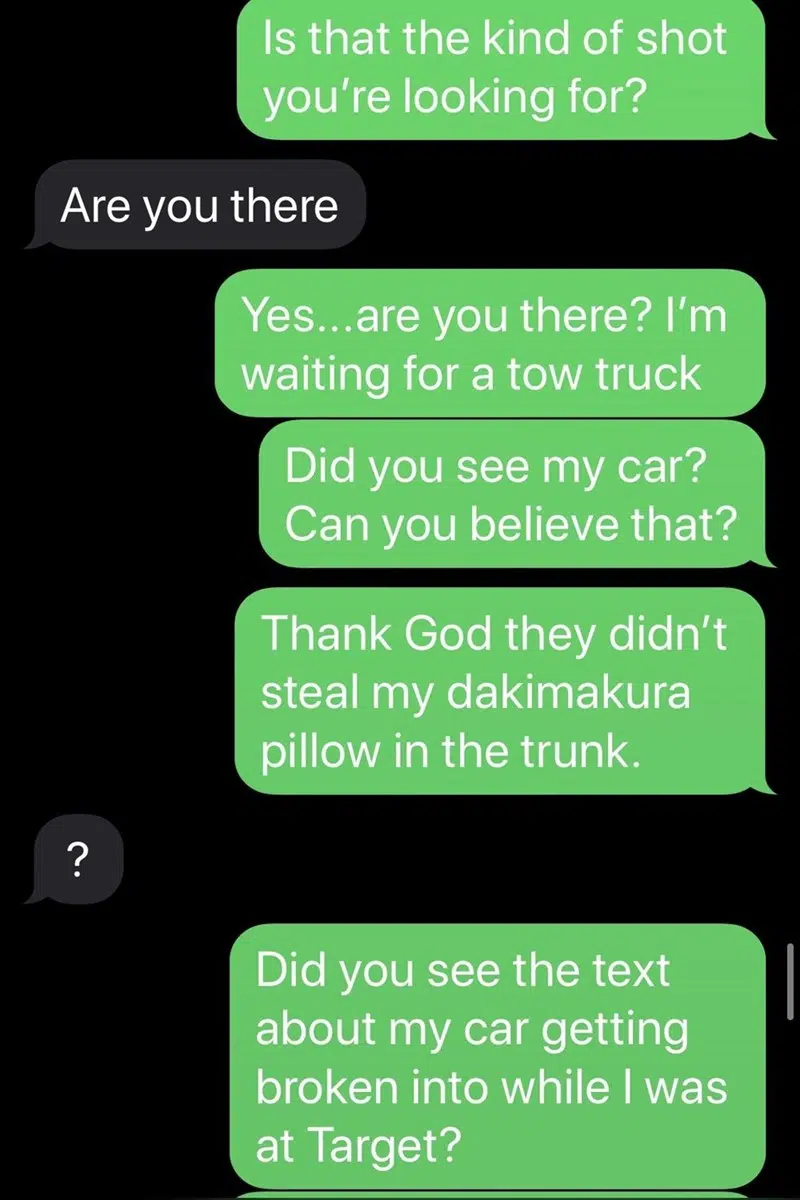 Is that the kind of shot
you’re looking for?
Are you there
Yes...are you there? I’m
waiting for a tow truck
Did you see my car?
Can you believe that?
Thank God they didn’t
steal my dakimakura
pillow in the trunk.
?
Did you see the text
about my car getting
broken into while I was
at Target?